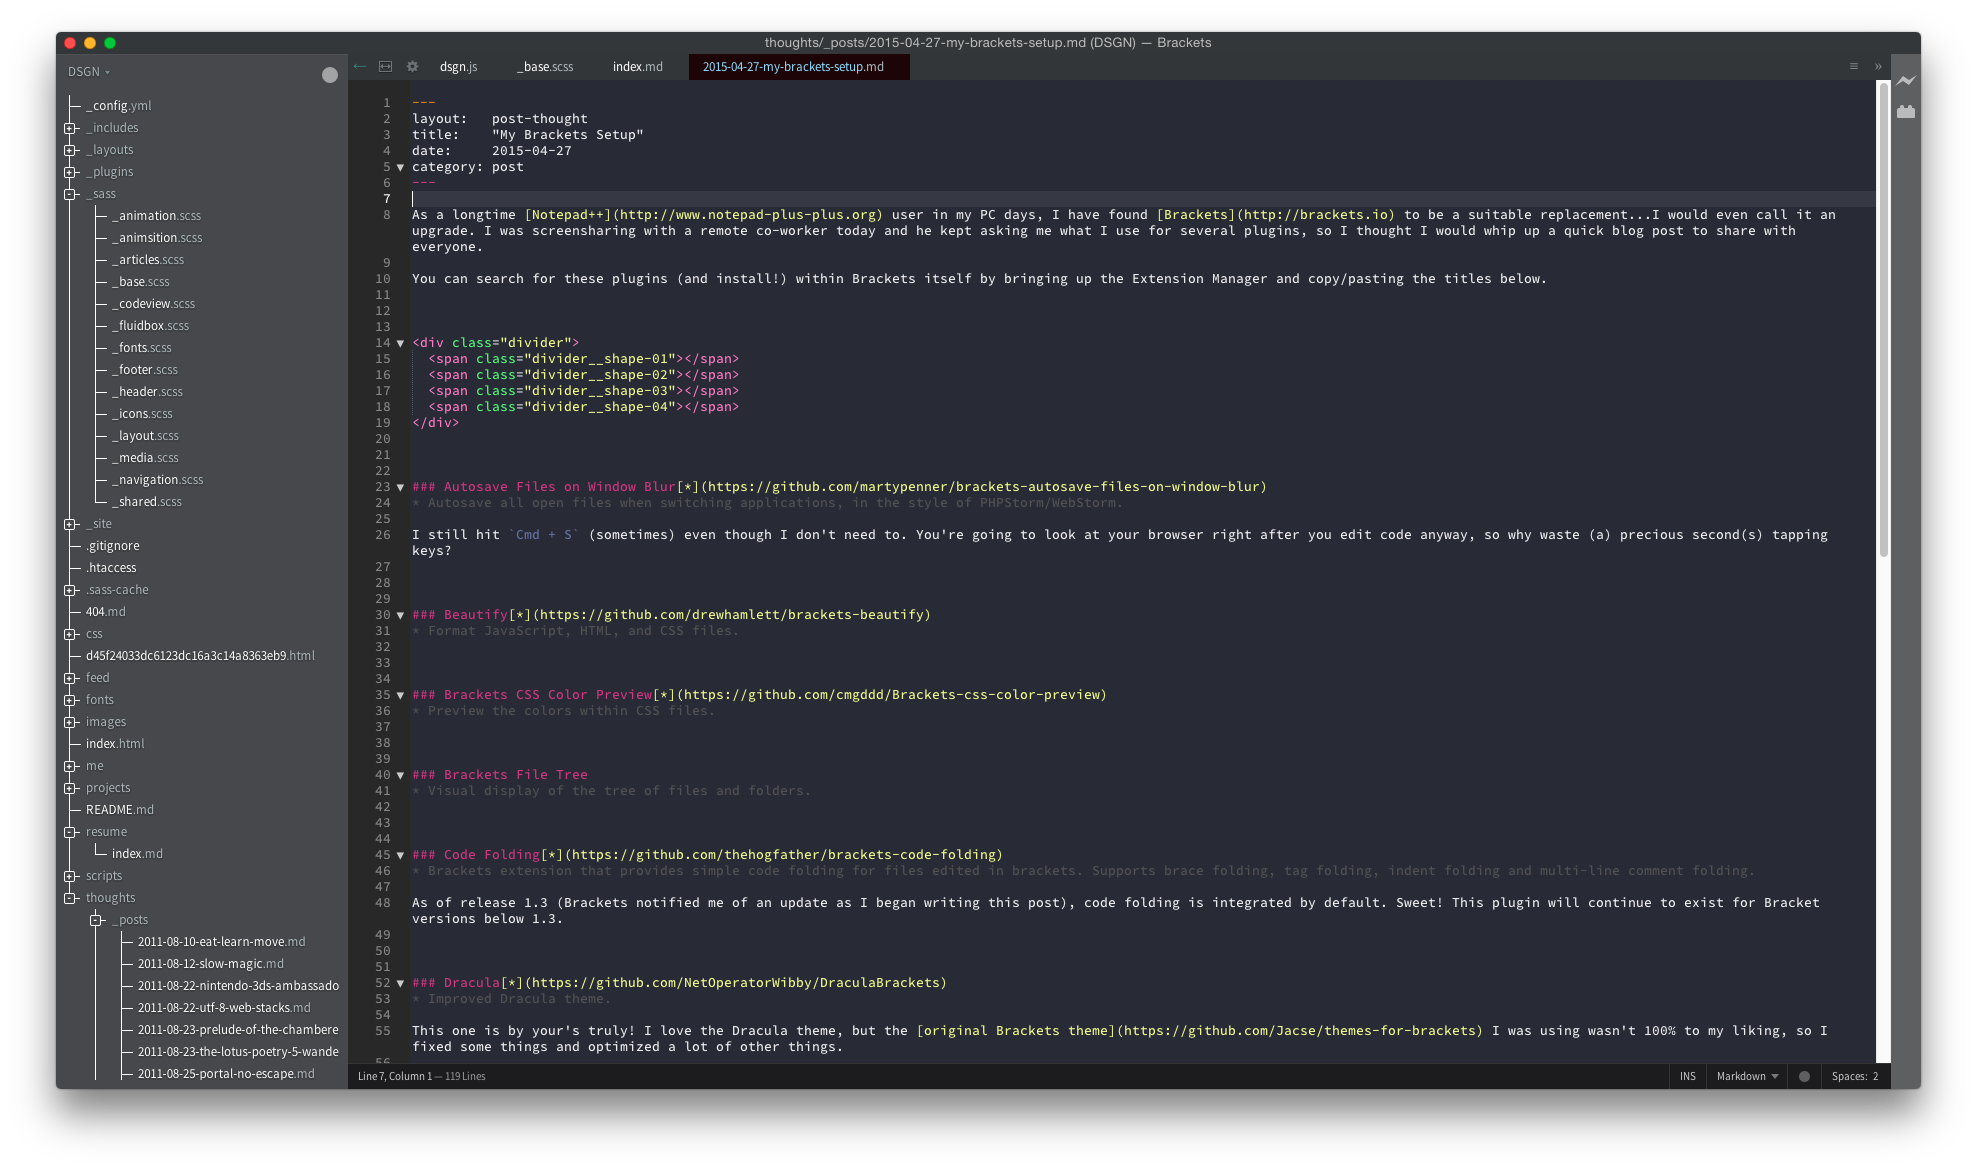 thoughts/_posts/2015-04-27-my-brackets-setup.md (DSGN) — Brackets
DSGN
dsgn.js
_base.scss
index.md
2015-04-27-my-brackets-setup.md
_config.yml
_includes
_layouts
_plugins
_sass
_animation.scss
_animsition.scss
_articles.scss
_base.scss
_codeview.scss
_fluidbox.scss
_fonts.scss
_footer.scss
_header.scss
_icons.scss
_layout.scss
_media.scss
_navigation.scss
_shared.scss
_site
.gitignore
.htaccess
.sass-cache
404.md
css
d45f24033dc6123dc16a3c14a8363eb9.html
feed
fonts
images
index.html
me
projects
README.md
resume
index.md
scripts
thoughts
_posts
2011-08-10-eat-learn-move.md
2011-08-12-slow-magic.md
2011-08-22-nintendo-3ds-ambassado
2011-08-22-utf-8-web-stacks.md
2011-08-23-prelude-of-the-chambere
2011-08-23-the-lotus-poetry-5-wande
2011-08-25-portal-no-escape.md
1 ---
2 layout:   post-thought
3 title:    "My Brackets Setup"
4 date:     2015-04-27
5 category: post
6 ---
7
8 As a longtime [Notepad++](http://www.notepad-plus-plus.org) user in my PC days, I have found [Brackets](http://brackets.io) to be a suitable replacement...I would even call it an
upgrade. I was screensharing with a remote co-worker today and he kept asking me what I use for several plugins, so I thought I would whip up a quick blog post to share with
everyone.
9
10 You can search for these plugins (and install!) within Brackets itself by bringing up the Extension Manager and copy/pasting the titles below.
11
12
13
14 <div class="divider">
15   <span class="divider__shape-01"></span>
16   <span class="divider__shape-02"></span>
17   <span class="divider__shape-03"></span>
18   <span class="divider__shape-04"></span>
19 </div>
20
21
22
23 ### Autosave Files on Window Blur[*](https://github.com/martypenner/brackets-autosave-files-on-window-blur)
24 * Autosave all open files when switching applications, in the style of PHPStorm/WebStorm.
25
26 I still hit `Cmd + S` (sometimes) even though I don't need to. You're going to look at your browser right after you edit code anyway, so why waste (a) precious second(s) tapping
keys?
27
28
29
30 ### Beautify[*](https://github.com/drewhamlett/brackets-beautify)
31 * Format JavaScript, HTML, and CSS files.
32
33
34
35 ### Brackets CSS Color Preview[*](https://github.com/cmgddd/Brackets-css-color-preview)
36 * Preview the colors within CSS files.
37
38
39
40 ### Brackets File Tree
41 * Visual display of the tree of files and folders.
42
43
44
45 ### Code Folding[*](https://github.com/thehogfather/brackets-code-folding)
46 * Brackets extension that provides simple code folding for files edited in brackets. Supports brace folding, tag folding, indent folding and multi-line comment folding.
47
48 As of release 1.3 (Brackets notified me of an update as I began writing this post), code folding is integrated by default. Sweet! This plugin will continue to exist for Bracket
versions below 1.3.
49
50
51
52 ### Dracula[*](https://github.com/NetOperatorWibby/DraculaBrackets)
53 * Improved Dracula theme.
54
55 This one is by your's truly! I love the Dracula theme, but the [original Brackets theme](https://github.com/Jacse/themes-for-brackets) I was using wasn't 100% to my liking, so I
fixed some things and optimized a lot of other things.
56
Line 7, Column 1 — 119 Lines
INS
Markdown
Spaces: 2